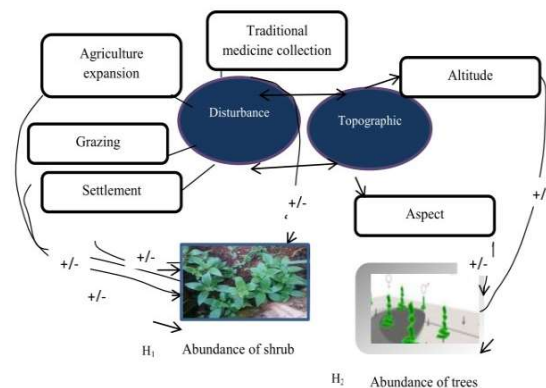 Traditional
medicine collection
Agriculture
expansion
Altitude
Disturbance
Topographic
Grazing
Settlement
Aspect
+/-
+/-
+/-
+/-
+/-
+/-
H1 Abundance of shrub
H2 Abundance of trees